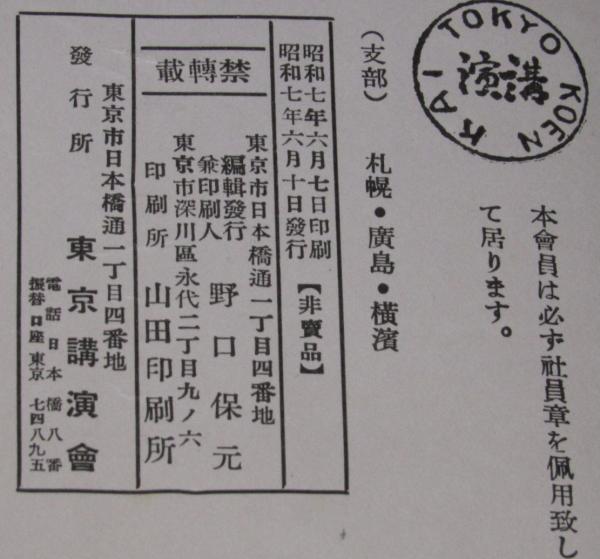 TOKYO KOEN KAI
講演
本會員は必ず社員章を佩用致し
て居ります。
(支部) 札幌・廣島・橫濱
昭和七年六月七日印刷
昭和七年六月十日發行
【非賣品】
禁轉載
東京市日本橋通一丁目四番地
編輯發行
兼印刷人
野口保元
東京市深川區永代二丁目九ノ六
印刷所 山田印刷所
東京市日本橋通一丁目四番地
發行所 東京講演會
電話日本橋八番
振替口座東京七四八九五